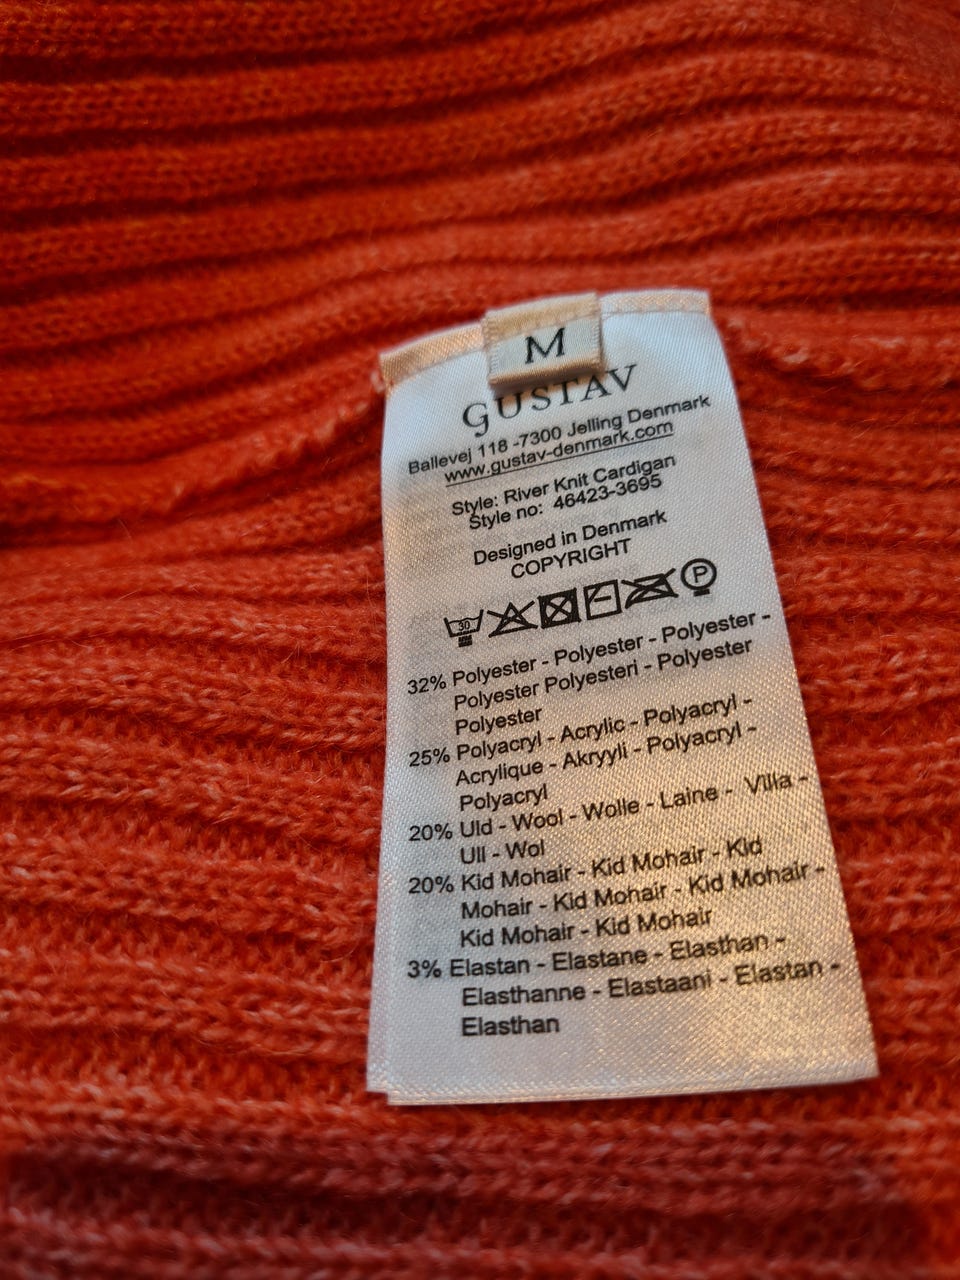 M
GUSTAV
Ballevej 118 -7300 Jelling Denmark
www.gustav-denmark.com
Style: River Knit Cardigan
Style no: 46423-3695
Designed in Denmark
COPYRIGHT
30 P
32% Polyester - Polyester - Polyester -
Polyester Polyesteri - Polyester
Polyester
25% Polyacryl - Acrylic - Polyacryl -
Acrylique - Akryyli - Polyacryl -
Polyacryl
20% Uld - Wool - Wolle - Laine - Villa -
Ull - Wol
20% Kid Mohair - Kid Mohair - Kid
Mohair - Kid Mohair - Kid Mohair -
Kid Mohair - Kid Mohair
3% Elastan - Elastane - Elasthan -
Elasthanne - Elastaani - Elastan -
Elasthan